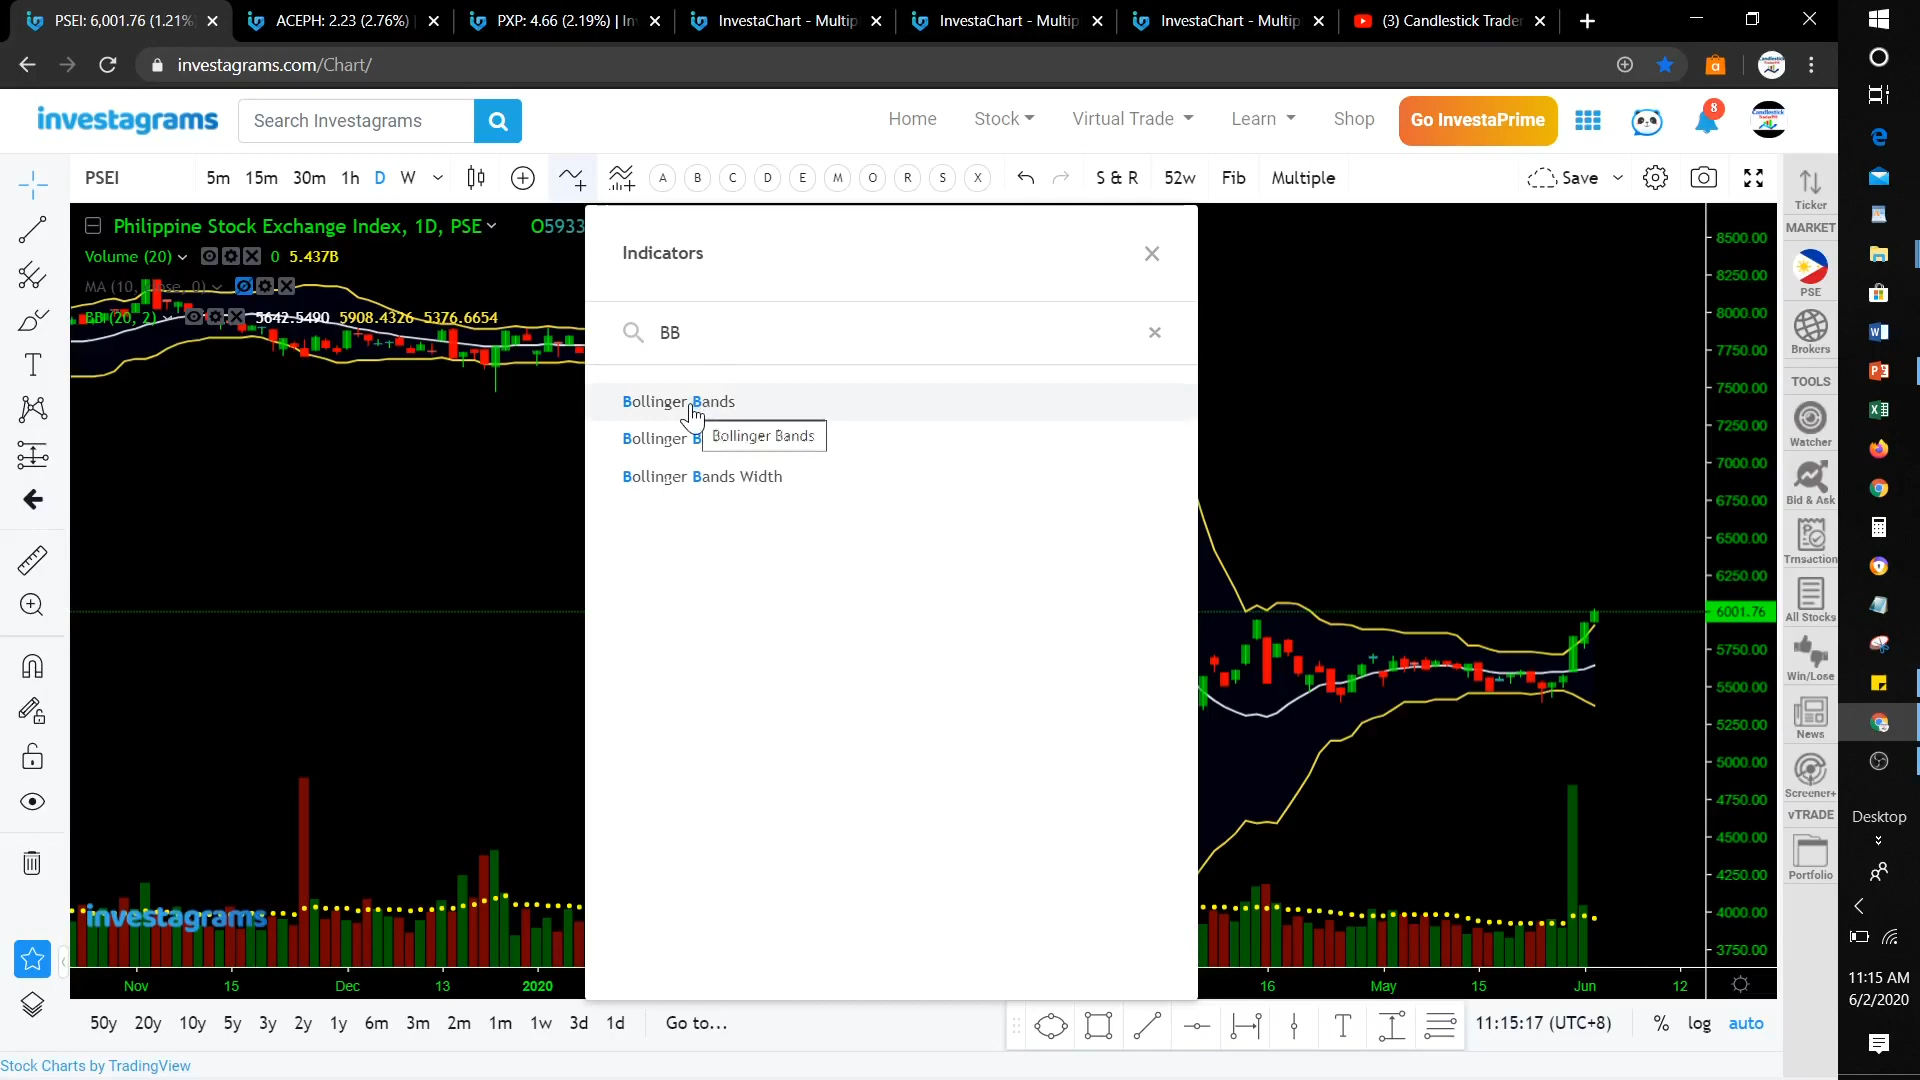 PSEI: 6,001.76 (1.21%
ACEPH: 2.23 (2.76%)
PXP: 4.66 (2.19%) | In
InvestaChart - Multip
InvestaChart - Multip
InvestaChart - Multip
(3) Candlestick Trader
investagrams.com/Chart/
investagrams
Search Investagrams
Home
Stock
Virtual Trade
Learn
Shop
Go InvestaPrime
8
PSEI
5m 15m 30m 1h D W
A B C D E M O R S X
S & R
52w
Fib
Multiple
Save
Philippine Stock Exchange Index, 1D, PSE
O5933
Volume (20)
0 5.437B
MA (10, close, 0)
BB (20, 2)
5642.5490 5908.4326 5376.6654
Indicators
BB
Bollinger Bands
Bollinger B
Bollinger Bands
Bollinger Bands Width
8500.00
8250.00
8000.00
7750.00
7500.00
7250.00
7000.00
6750.00
6500.00
6250.00
6001.76
5750.00
5500.00
5250.00
5000.00
4750.00
4500.00
4250.00
4000.00
3750.00
Ticker
MARKET
PSE
Brokers
TOOLS
Watcher
Bid & Ask
Trnsaction
All Stocks
Win/Lose
News
Screener+
vTRADE
Portfolio
investagrams
Nov 15 Dec 13 2020 16 May 15 Jun 12
50y 20y 10y 5y 3y 2y 1y 6m 3m 2m 1m 1w 3d 1d
Go to...
11:15:17 (UTC+8)
% log auto
Stock Charts by TradingView
Desktop
11:15 AM
6/2/2020